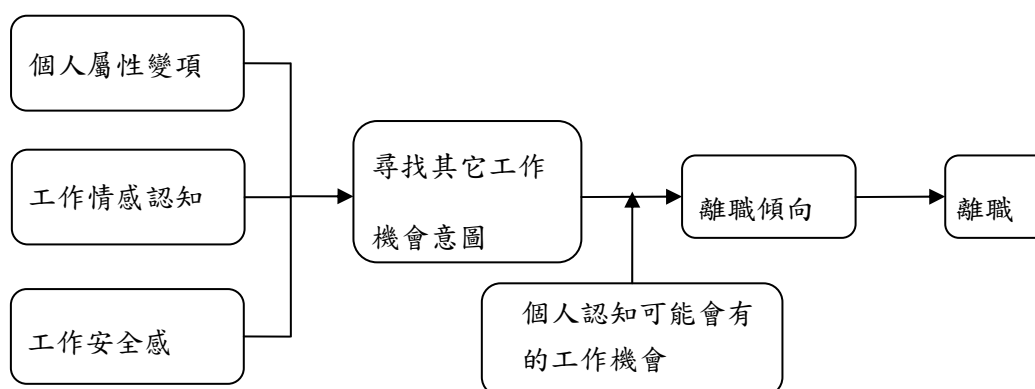 個人屬性變項
工作情感認知
工作安全感
尋找其它工作
機會意圖
個人認知可能會有
的工作機會
離職傾向
離職